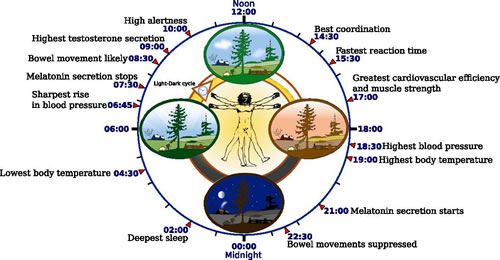 Noon
12:00
High alertness
10:00
Highest testosterone secretion
09:00
Bowel movement likely
08:30
Melatonin secretion stops
07:30
Sharpest rise
in blood pressure
06:45
06:00
Lowest body temperature
04:30
Deepest sleep
02:00
00:00
Midnight
Best coordination
14:30
Fastest reaction time
15:30
Greatest cardiovascular efficiency
and muscle strength
17:00
18:00
18:30 Highest blood pressure
19:00 Highest body temperature
21:00 Melatonin secretion starts
22:30
Bowel movements suppressed
Light-Dark cycle